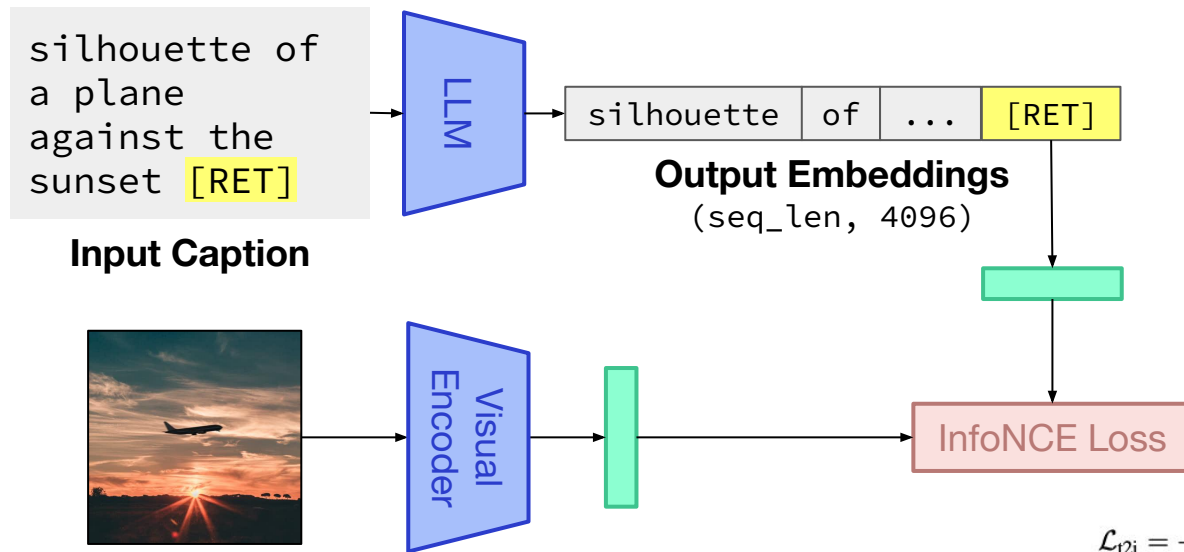 silhouette of
a plane
against the
sunset [RET]
Input Caption
LLM
silhouette of ... [RET]
Output Embeddings
(seq_len, 4096)
Visual
Encoder
InfoNCE Loss
ℒt2i = -